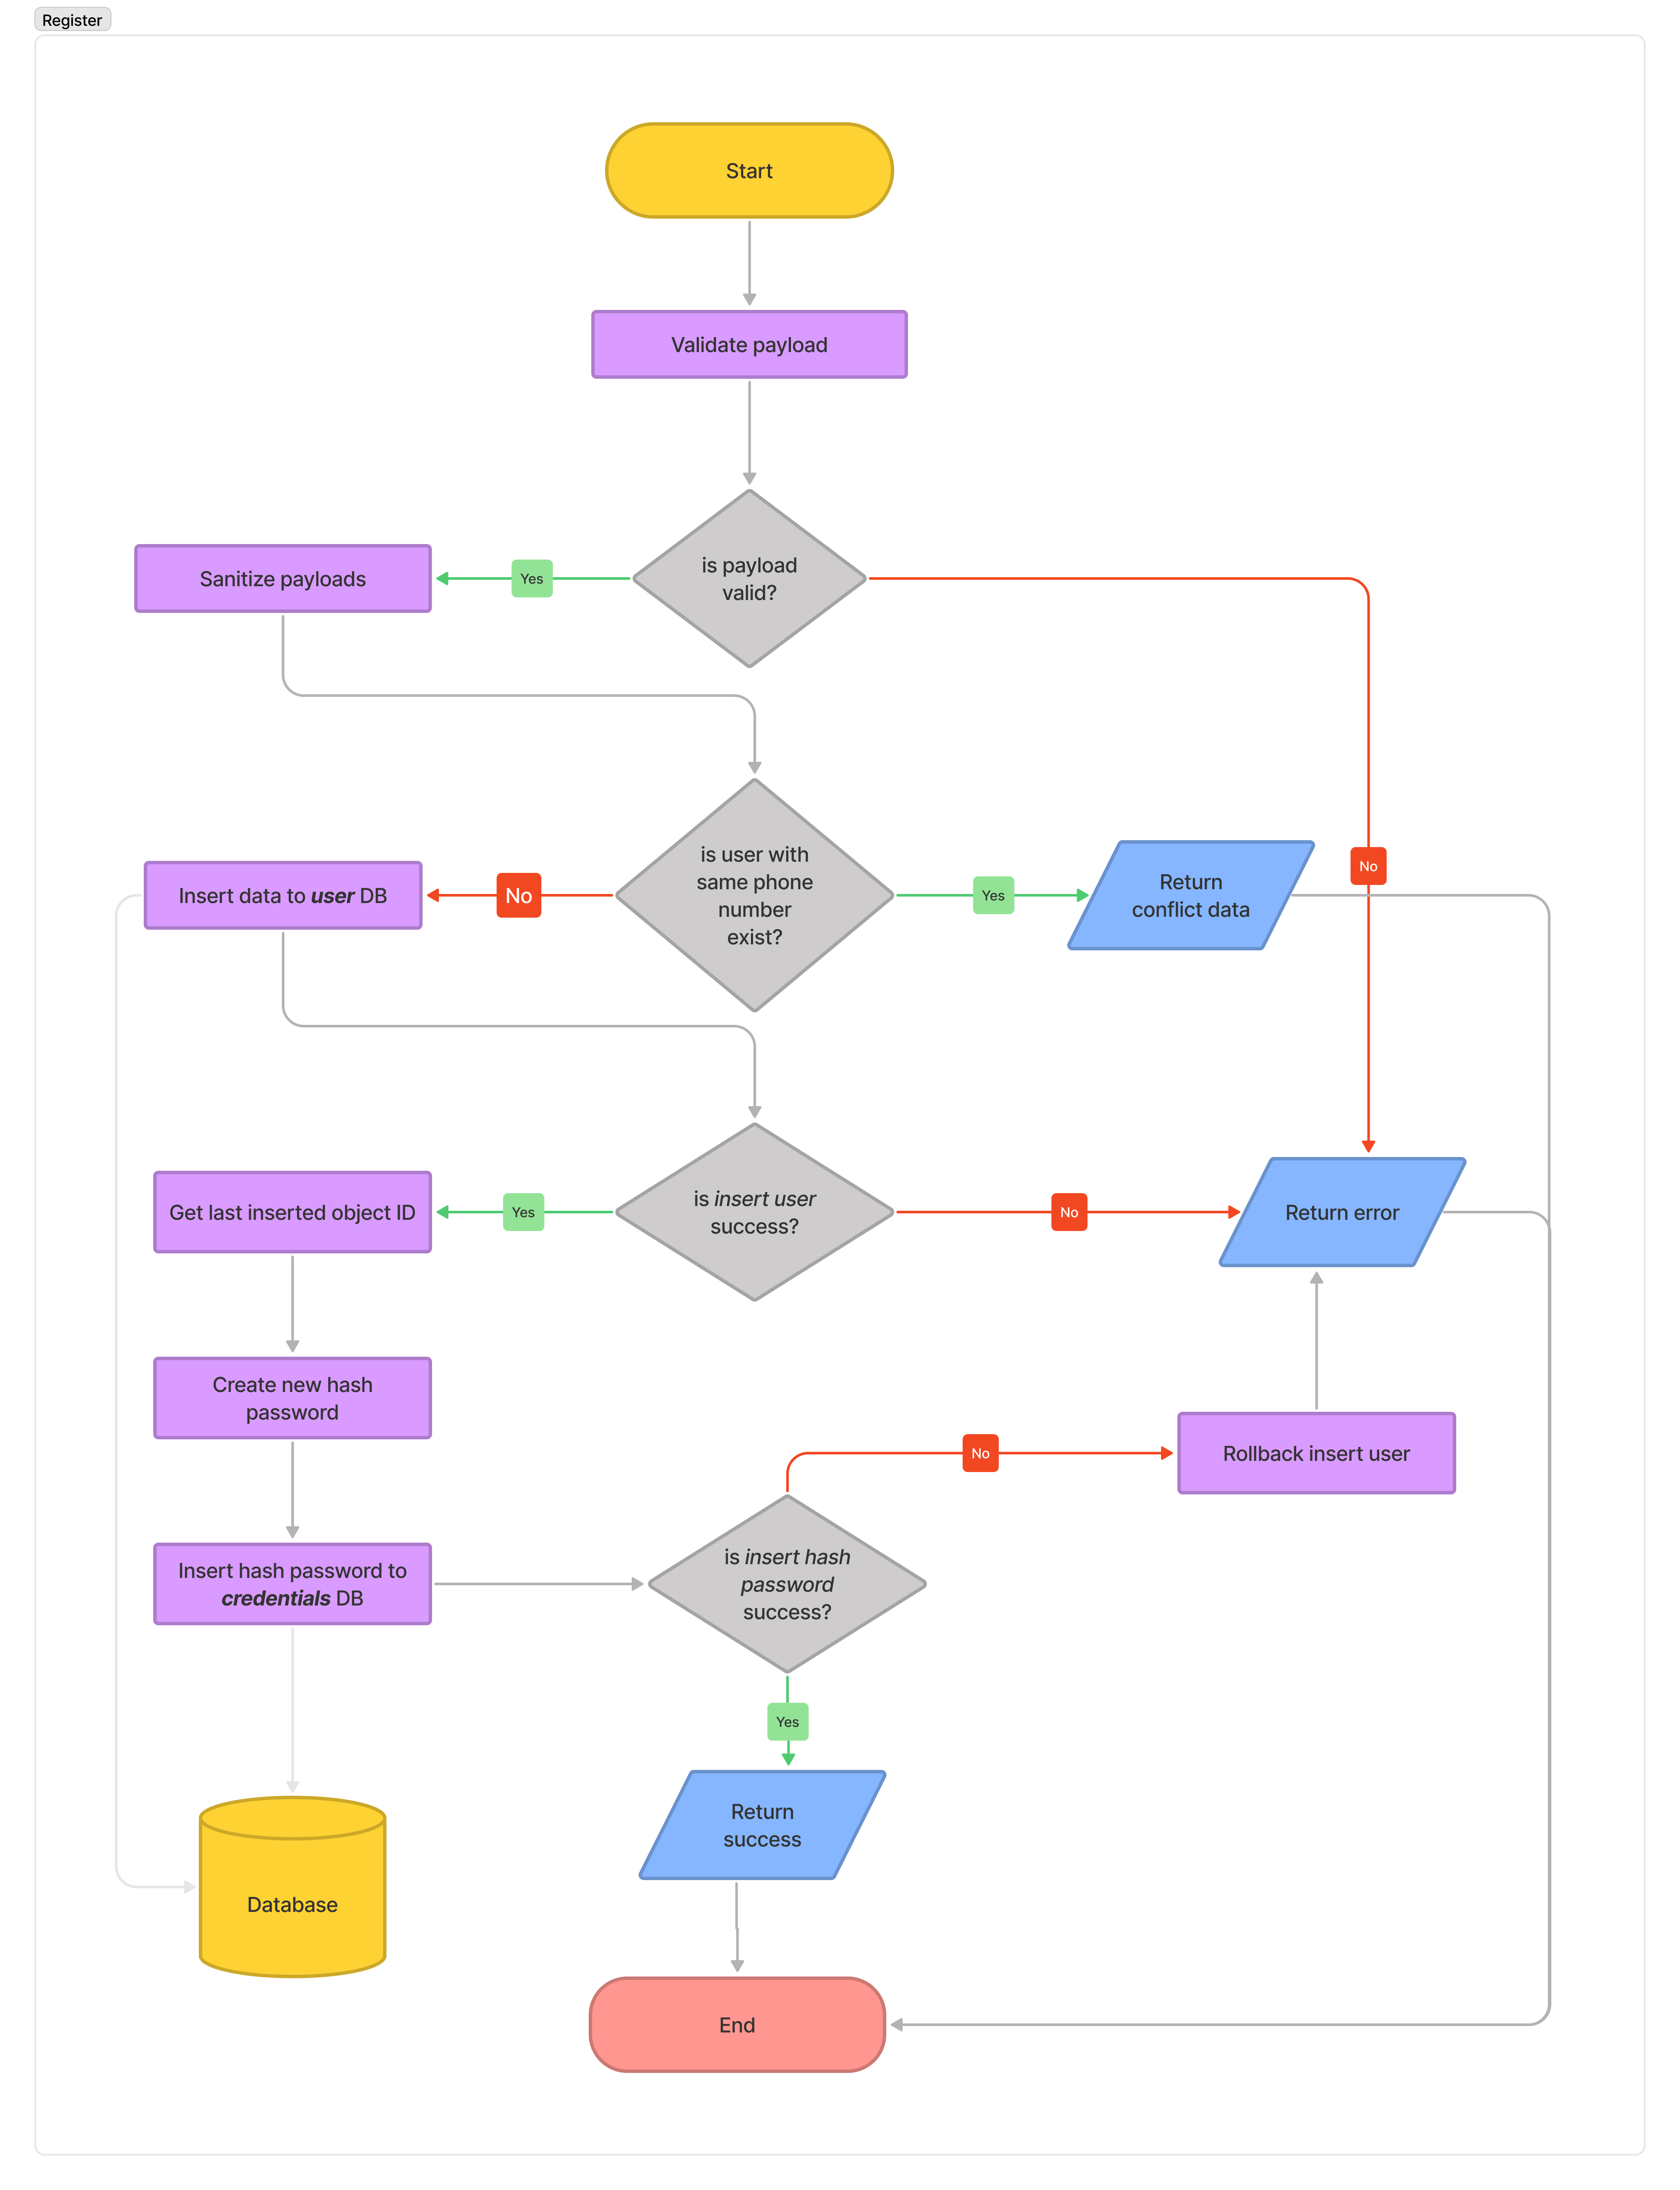 Register
Start
Validate payload
is payload
valid?
Yes
Sanitize payloads
No
is user with
same phone
number
exist?
No
Insert data to user DB
Yes
Return
conflict data
is insert user
success?
Yes
Get last inserted object ID
No
Return error
Create new hash
password
Insert hash password to
credentials DB
is insert hash
password
success?
No
Rollback insert user
Yes
Return
success
Database
End